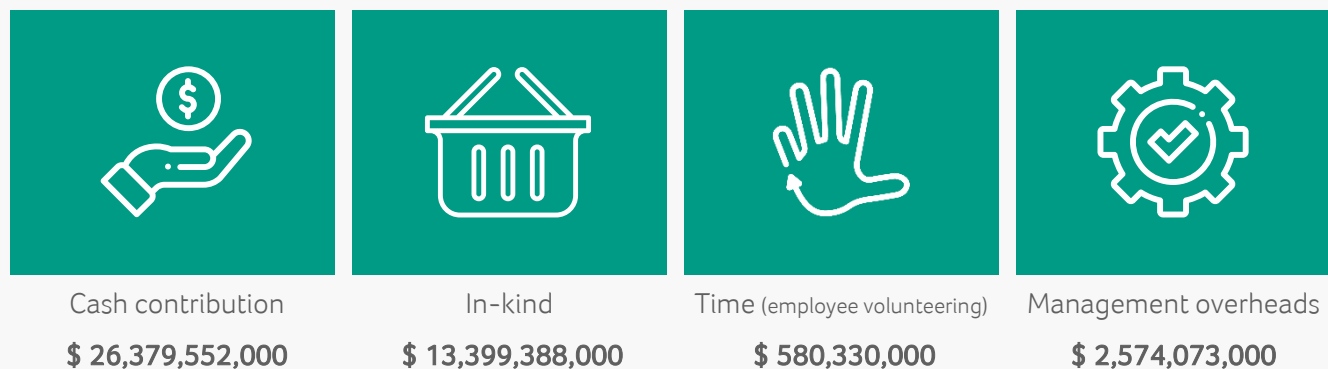 $
Cash contribution
$ 26,379,552,000
In-kind
$ 13,399,388,000
Time (employee volunteering)
$ 580,330,000
Management overheads
$ 2,574,073,000